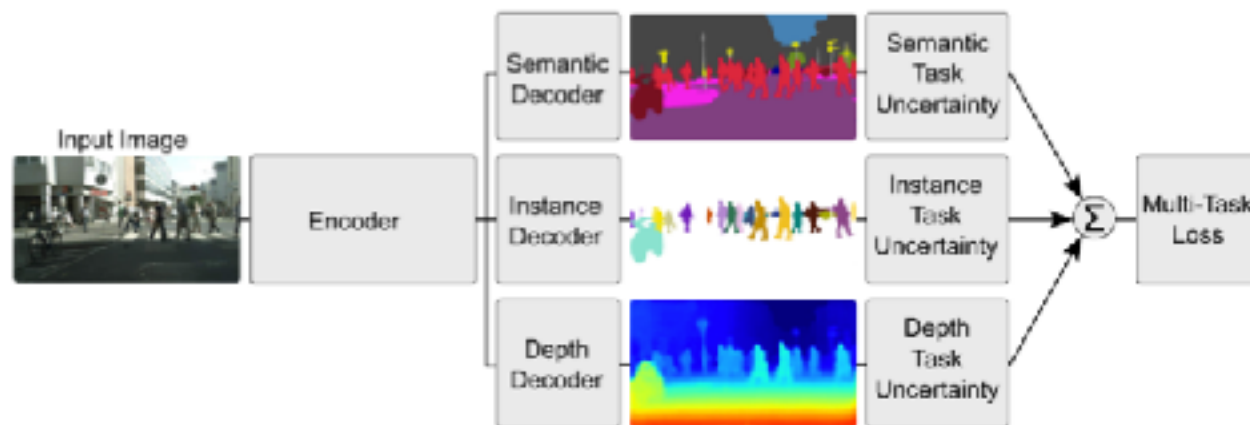 Input Image
Encoder
Semantic
Decoder
Instance
Decoder
Depth
Decoder
Semantic
Task
Uncertainty
Instance
Task
Uncertainty
Depth
Task
Uncertainty
Σ
Multi-Task
Loss